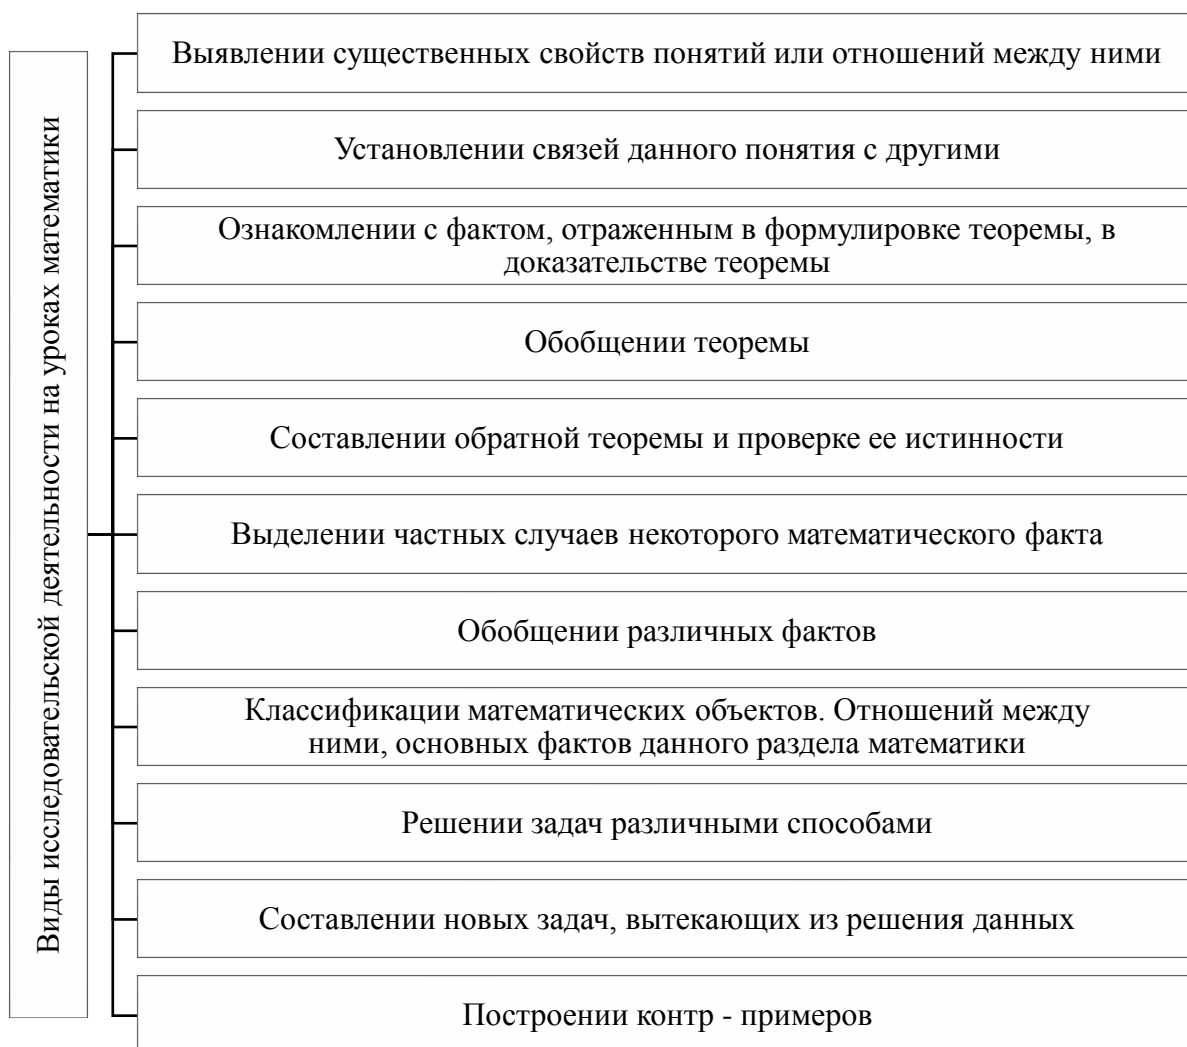 Виды исследовательской деятельности на уроках математики
Выявлении существенных свойств понятий или отношений между ними
Установлении связей данного понятия с другими
Ознакомлении с фактом, отраженным в формулировке теоремы, в
доказательстве теоремы
Обобщении теоремы
Составлении обратной теоремы и проверке ее истинности
Выделении частных случаев некоторого математического факта
Обобщении различных фактов
Классификации математических объектов. Отношений между
ними, основных фактов данного раздела математики
Решении задач различными способами
Составлении новых задач, вытекающих из решения данных
Построении контр - примеров